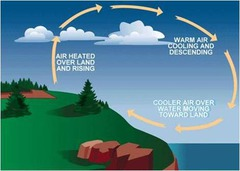 WARM AIR
COOLING AND
DESCENDING
AIR HEATED
OVER LAND
AND RISING
COOLER AIR OVER
WATER MOVING
TOWARD LAND